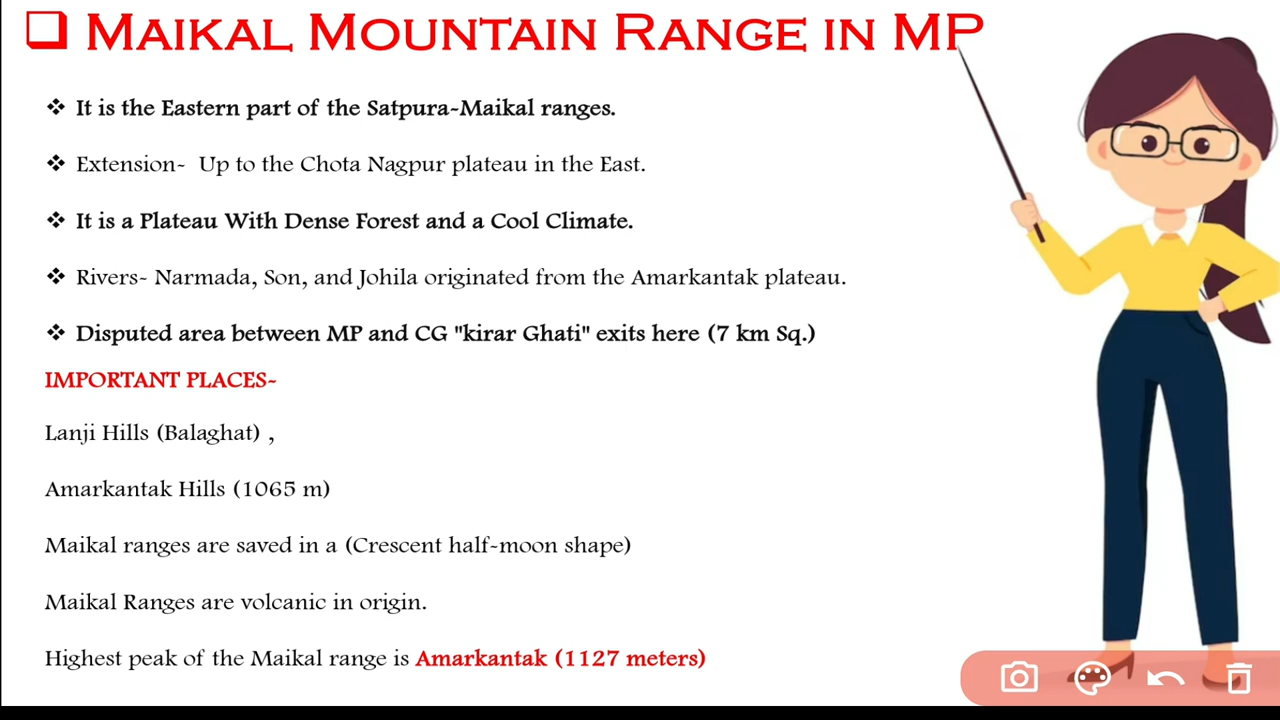 MAIKAL MOUNTAIN RANGE IN MP
It is the Eastern part of the Satpura-Maikal ranges.
Extension- Up to the Chota Nagpur plateau in the East.
It is a Plateau With Dense Forest and a Cool Climate.
Rivers- Narmada, Son, and Johila originated from the Amarkantak plateau.
Disputed area between MP and CG "kirar Ghati" exits here (7 km Sq.)
IMPORTANT PLACES-
Lanji Hills (Balaghat) ,
Amarkantak Hills (1065 m)
Maikal ranges are saved in a (Crescent half-moon shape)
Maikal Ranges are volcanic in origin.
Highest peak of the Maikal range is Amarkantak (1127 meters)